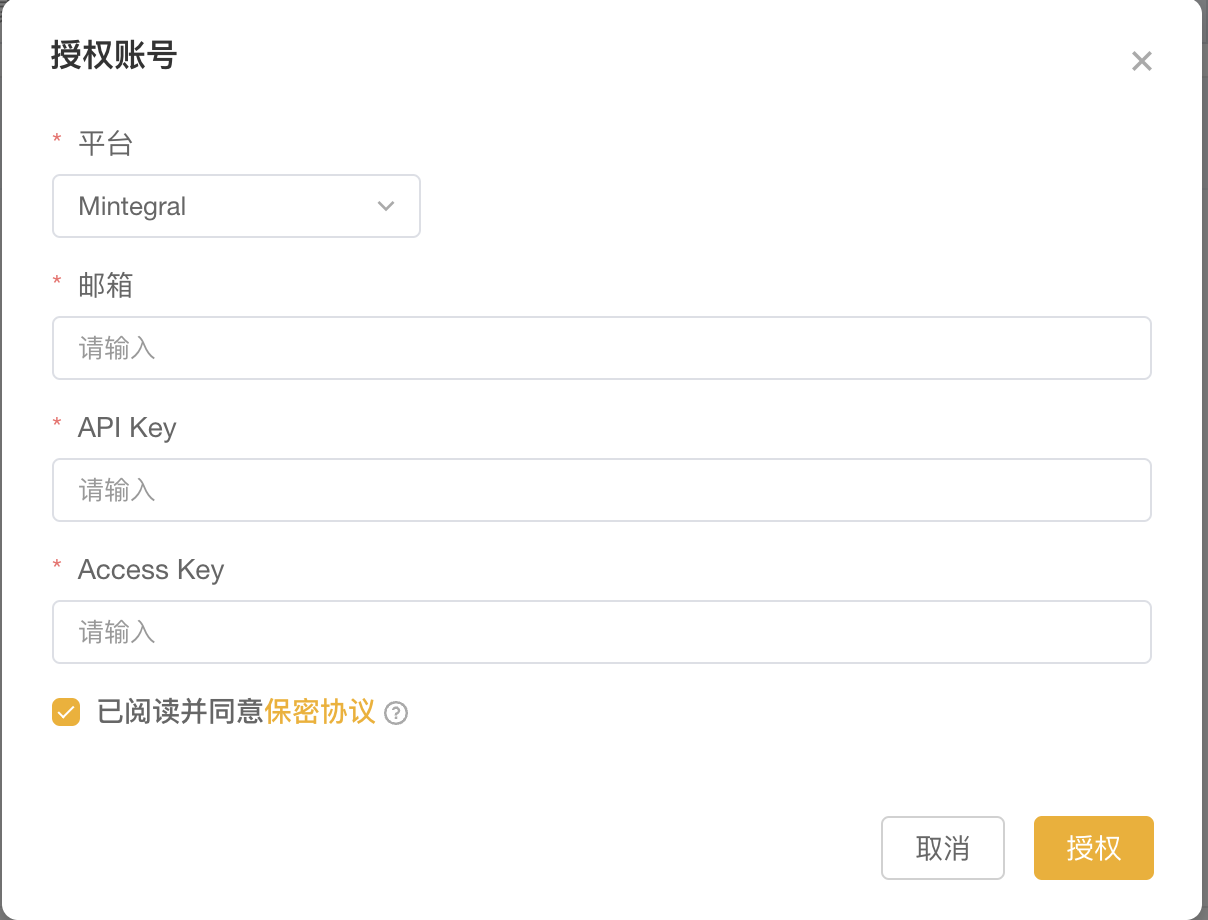 授权账号
* 平台
Mintegral
* 邮箱
请输入
* API Key
请输入
* Access Key
请输入
已阅读并同意保密协议 ?
取消
授权